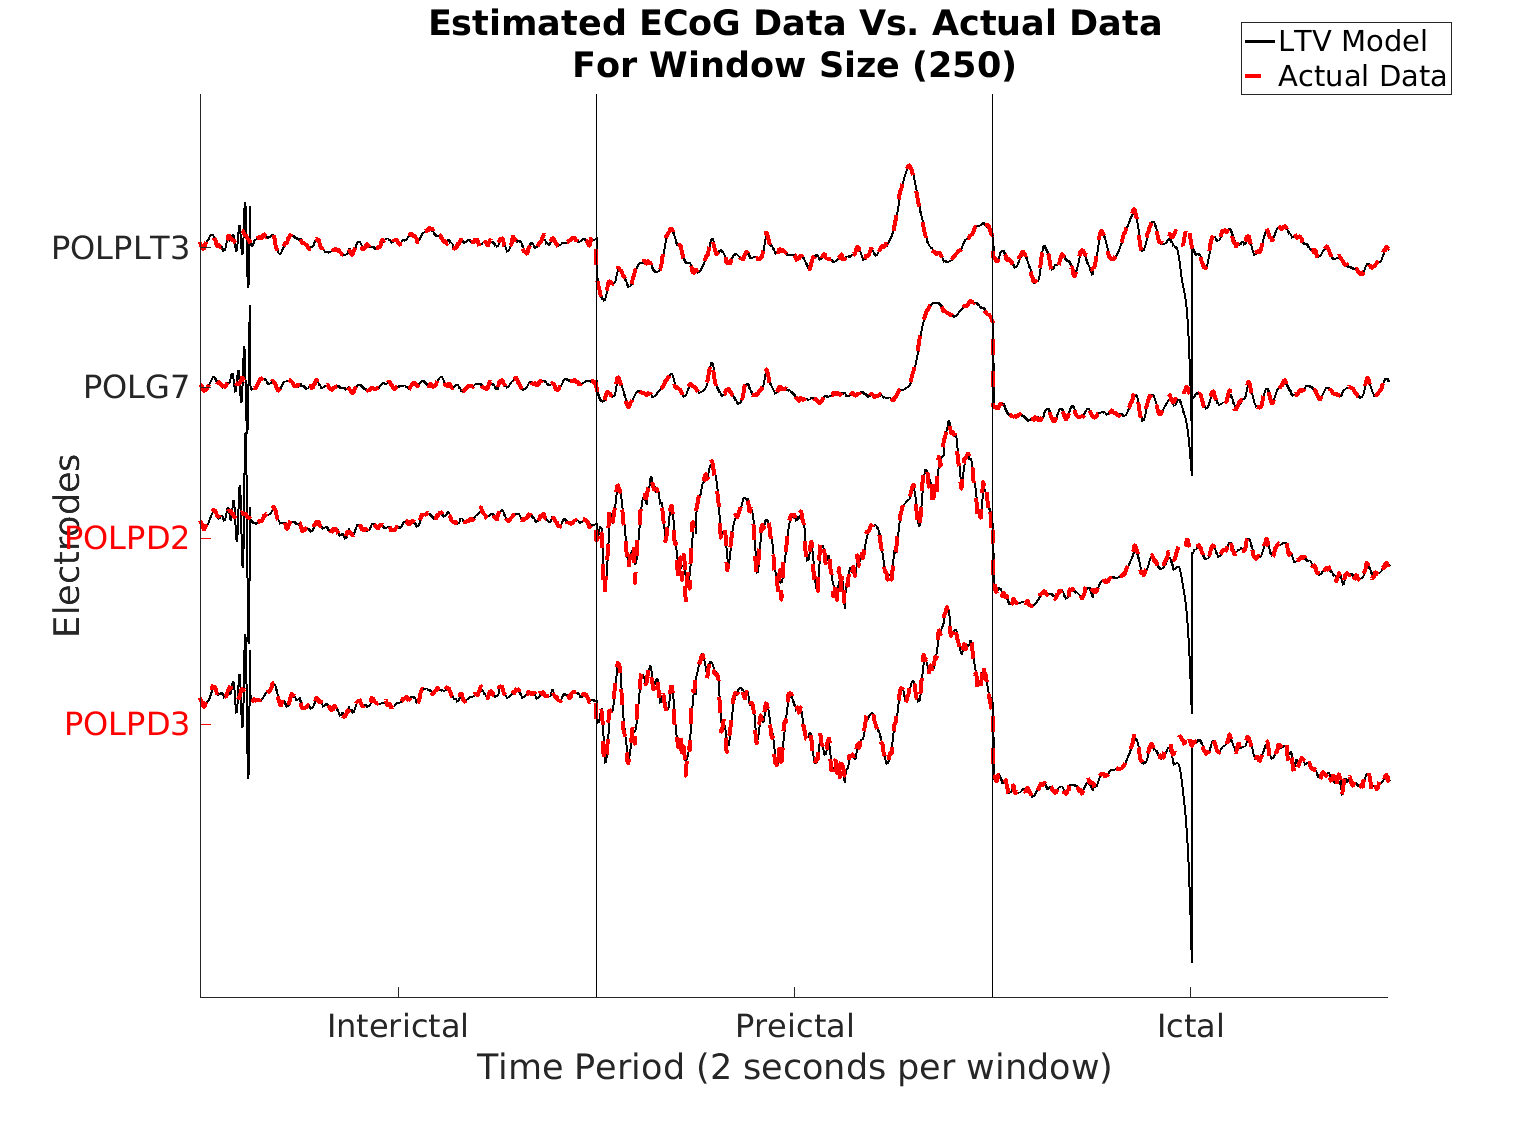 Estimated ECoG Data Vs. Actual Data
For Window Size (250)
LTV Model
Actual Data
Electrodes
POLPLT3
POLG7
POLPD2
POLPD3
Interictal
Preictal
Ictal
Time Period (2 seconds per window)